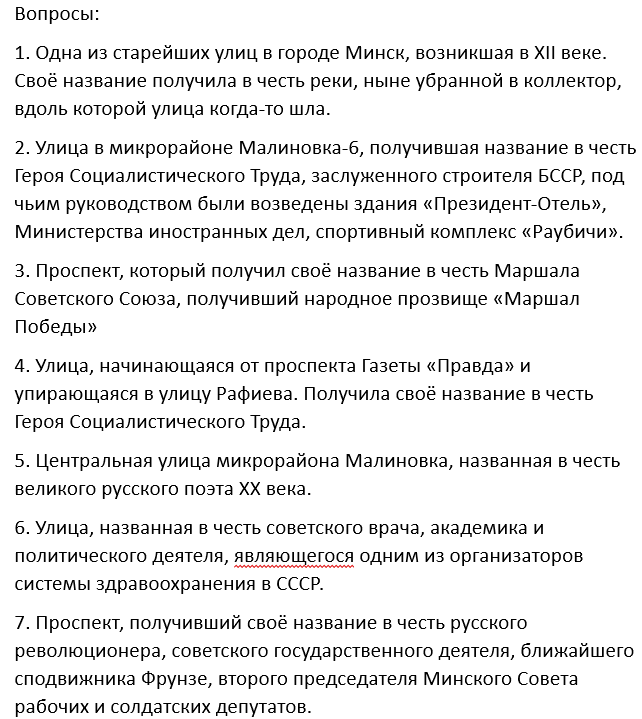 Вопросы:
1. Одна из старейших улиц в городе Минск, возникшая в XII веке.
Своё название получила в честь реки, ныне убранной в коллектор,
вдоль которой улица когда-то шла.
2. Улица в микрорайоне Малиновка-6, получившая название в честь
Героя Социалистического Труда, заслуженного строителя БССР, под
чьим руководством были возведены здания «Президент-Отель»,
Министерства иностранных дел, спортивный комплекс «Раубичи».
3. Проспект, который получил своё название в честь Маршала
Советского Союза, получивший народное прозвище «Маршал
Победы»
4. Улица, начинающаяся от проспекта Газеты «Правда» и
упирающаяся в улицу Рафиева. Получила своё название в честь
Героя Социалистического Труда.
5. Центральная улица микрорайона Малиновка, названная в честь
великого русского поэта XX века.
6. Улица, названная в честь советского врача, академика и
политического деятеля, являющегося одним из организаторов
системы здравоохранения в СССР.
7. Проспект, получивший своё название в честь русского
революционера, советского государственного деятеля, ближайшего
сподвижника Фрунзе, второго председателя Минского Совета
рабочих и солдатских депутатов.